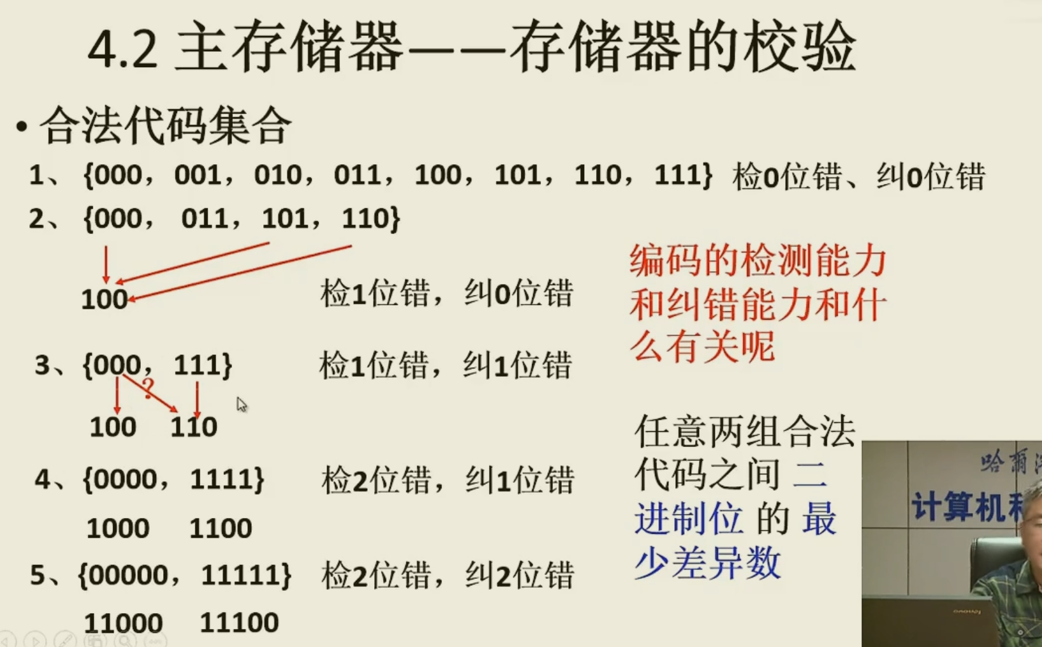 4.2 主存储器——存储器的校验
• 合法代码集合
1、 {000， 001， 010， 011， 100， 101， 110， 111} 检0位错、纠0位错
2、 {000， 011， 101， 110}
100 检1位错，纠0位错
3、 {000， 111} 检1位错，纠1位错
?
100 110
4、 {0000， 1111} 检2位错，纠1位错
1000 1100
5、 {00000， 11111} 检2位错，纠2位错
11000 11100
编码的检测能力
和纠错能力和什
么有关呢
任意两组合法
代码之间 二
进制位 的 最
少差异数
哈爾
计算机科